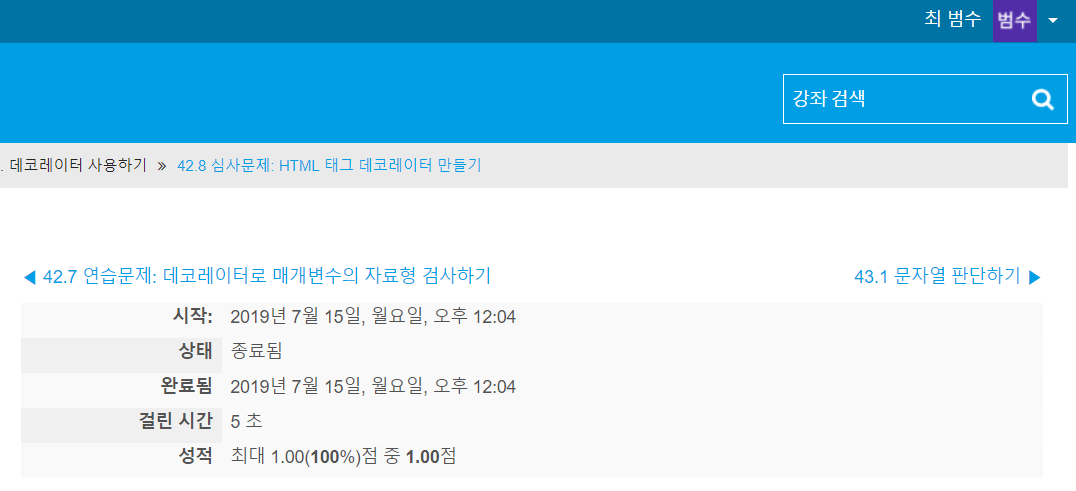 최 범수 범수
강좌 검색
. 데코레이터 사용하기 » 42.8 심사문제: HTML 태그 데코레이터 만들기
◀ 42.7 연습문제: 데코레이터로 매개변수의 자료형 검사하기 43.1 문자열 판단하기 ▶
시작: 2019년 7월 15일, 월요일, 오후 12:04
상태 종료됨
완료됨 2019년 7월 15일, 월요일, 오후 12:04
걸린 시간 5 초
성적 최대 1.00(100%)점 중 1.00점